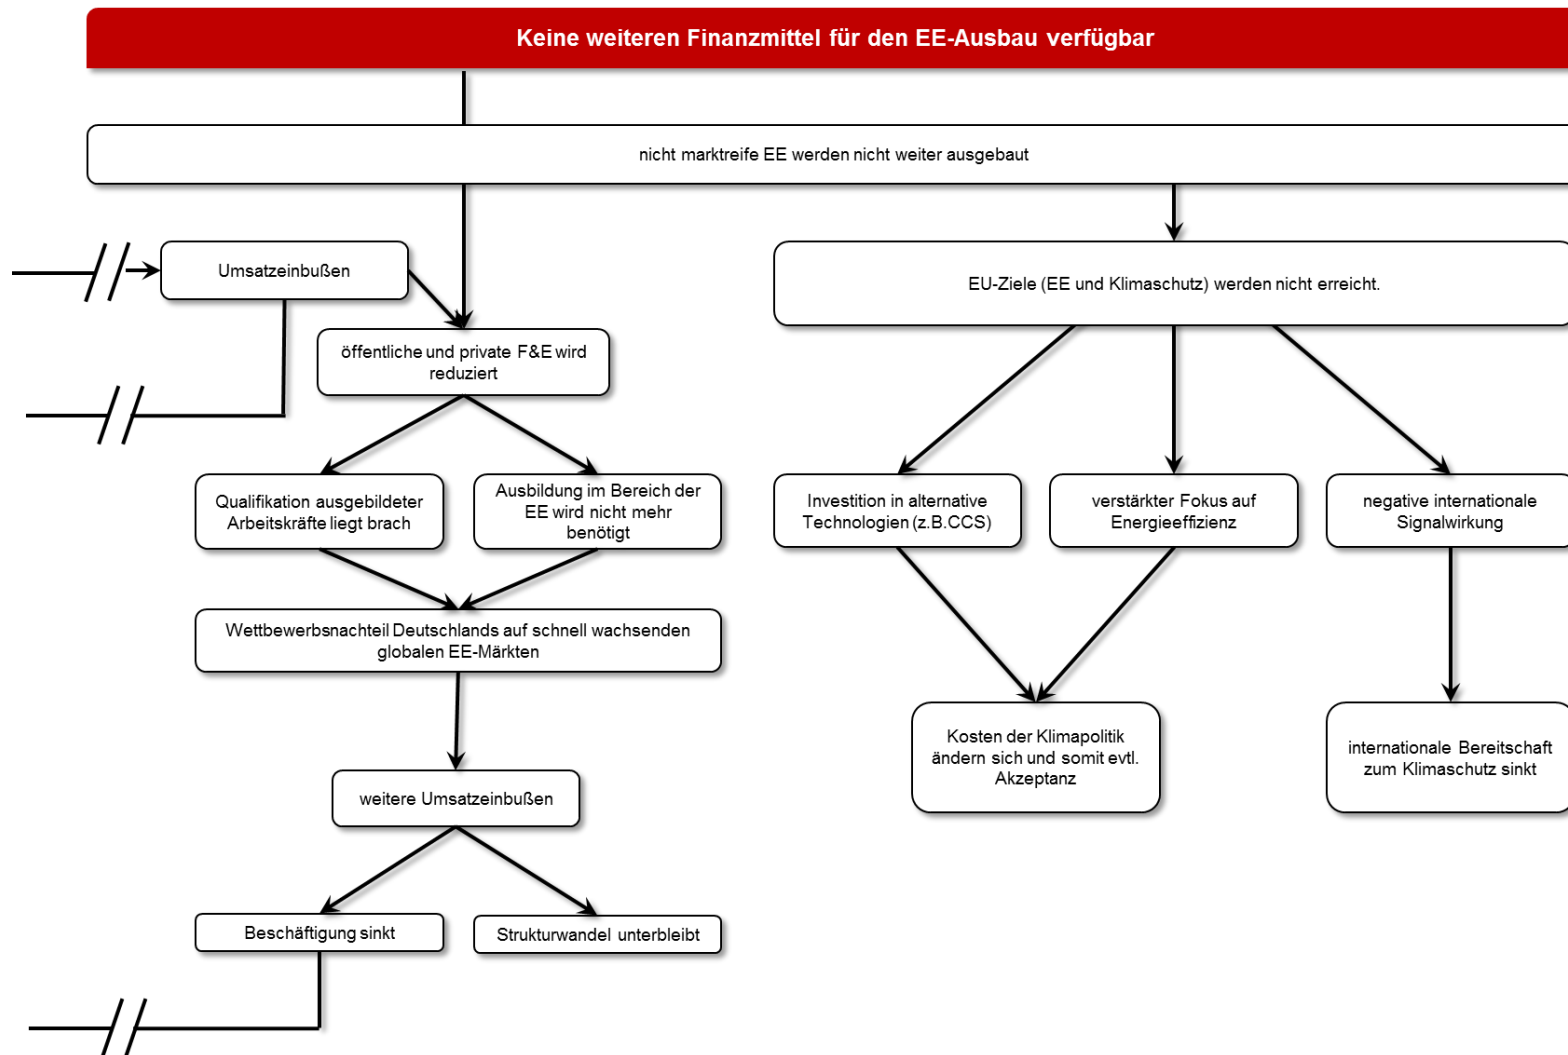 Keine weiteren Finanzmittel für den EE-Ausbau verfügbar
nicht marktreife EE werden nicht weiter ausgebaut
Umsatzeinbußen
EU-Ziele (EE und Klimaschutz) werden nicht erreicht.
öffentliche und private F&E wird
reduziert
Qualifikation ausgebildeter
Arbeitskräfte liegt brach
Ausbildung im Bereich der
EE wird nicht mehr
benötigt
Investition in alternative
Technologien (z.B.CCS)
verstärkter Fokus auf
Energieeffizienz
negative internationale
Signalwirkung
Wettbewerbsnachteil Deutschlands auf schnell wachsenden
globalen EE-Märkten
Kosten der Klimapolitik
ändern sich und somit evtl.
Akzeptanz
internationale Bereitschaft
zum Klimaschutz sinkt
weitere Umsatzeinbußen
Beschäftigung sinkt
Strukturwandel unterbleibt